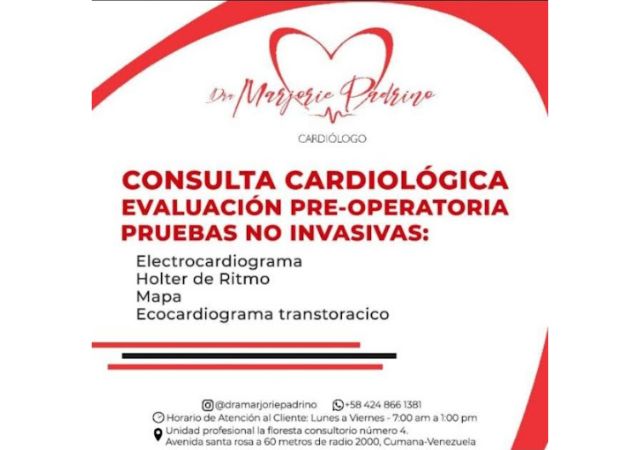 Dra Marjorie Padrino
CARDIÓLOGO
CONSULTA CARDIOLÓGICA
EVALUACIÓN PRE-OPERATORIA
PRUEBAS NO INVASIVAS:
Electrocardiograma
Holter de Ritmo
Mapa
Ecocardiograma transtoracico
@dramarjoriepadrino +58 424 866 1381
Horario de Atención al Cliente: Lunes a Viernes - 7:00 am a 1:00 pm
Unidad profesional la floresta consultorio número 4.
Avenida santa rosa a 60 metros de radio 2000, Cumana-Venezuela